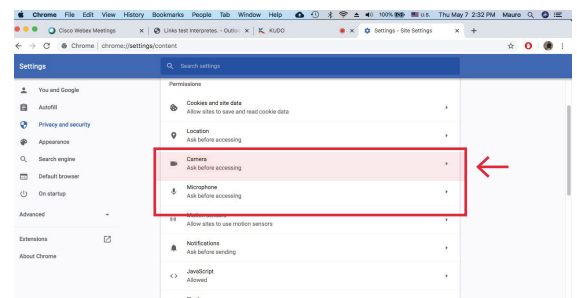 Chrome File Edit View History Bookmarks People Tab Window Help 100% U.S. Thu May 7 2:32 PM Mauro
Cisco Webex Meetings
Links test Interpretes. - Outloo
KUDO
Settings - Site Settings
Chrome | chrome://settings/content
Settings
Search settings
You and Google
Autofill
Privacy and security
Appearance
Search engine
Default browser
On startup
Advanced
Extensions
About Chrome
Permissions
Cookies and site data
Allow sites to save and read cookie data
Location
Ask before accessing
Camera
Ask before accessing
Microphone
Ask before accessing
Motion sensors
Allow sites to use motion sensors
Notifications
Ask before sending
JavaScript
Allowed